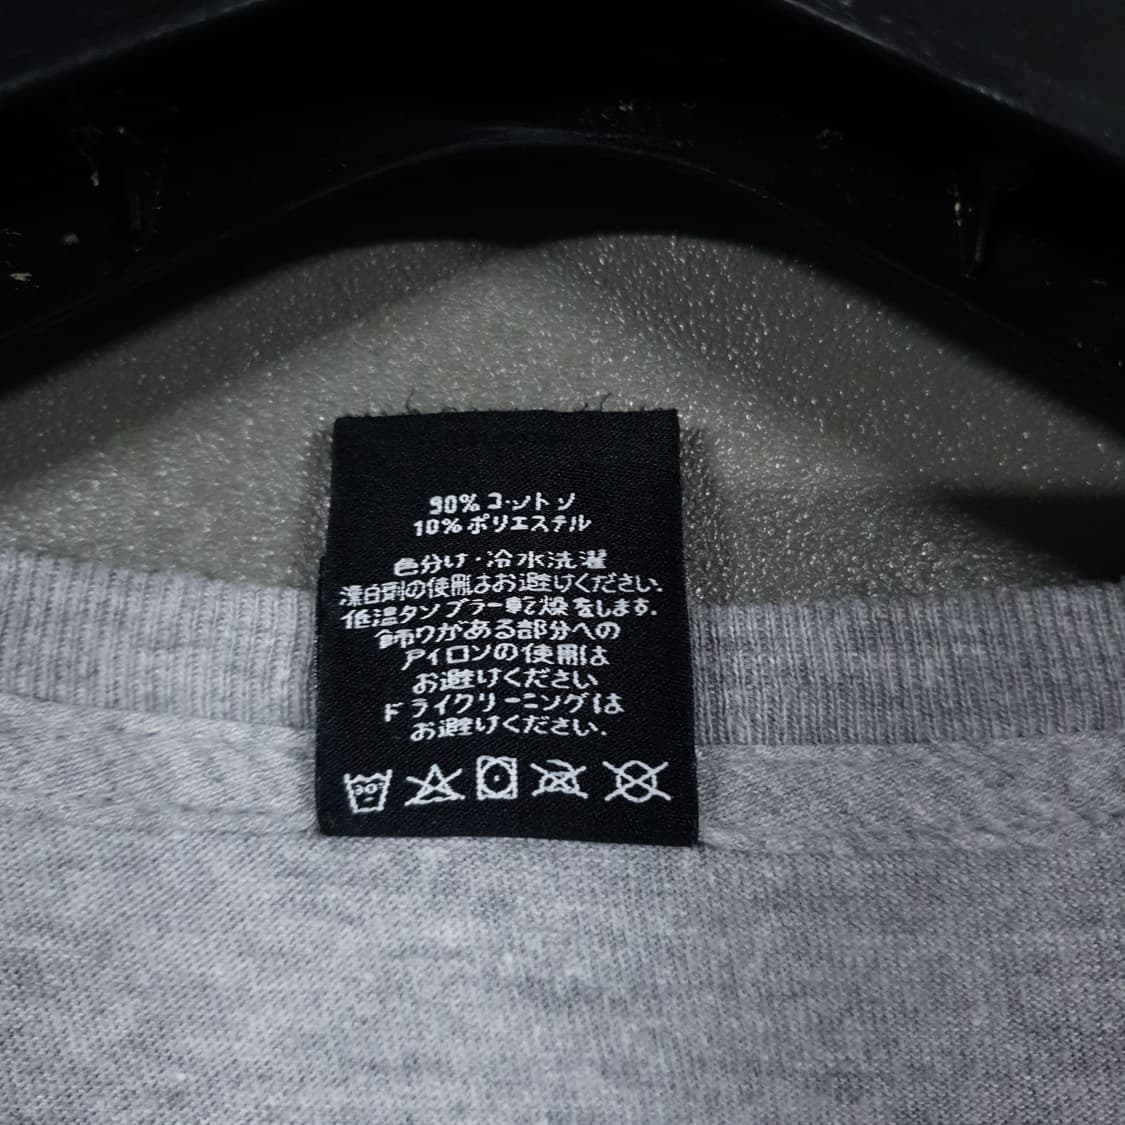 90% コットン
10% ポリエステル
色分け・冷水洗濯
漂白剤の使用はお避けください.
低温タンブラー乾燥をします.
飾りがある部分への
アイロンの使用は
お避けください
ドライクリーニングは
お避けください.
30°